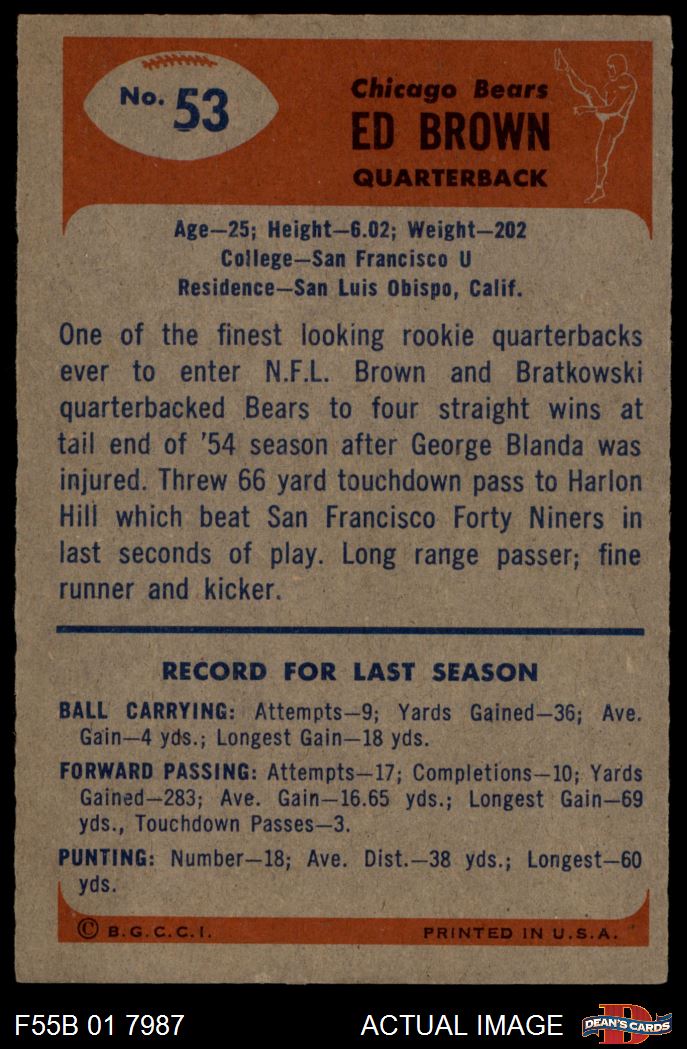 No. 53
Chicago Bears
ED BROWN
QUARTERBACK
Age—25; Height—6.02; Weight—202
College—San Francisco U
Residence—San Luis Obispo, Calif.
One of the finest looking rookie quarterbacks
ever to enter N.F.L. Brown and Bratkowski
quarterbacked Bears to four straight wins at
tail end of '54 season after George Blanda was
injured. Threw 66 yard touchdown pass to Harlon
Hill which beat San Francisco Forty Niners in
last seconds of play. Long range passer; fine
runner and kicker.
RECORD FOR LAST SEASON
BALL CARRYING: Attempts—9; Yards Gained—36; Ave.
Gain—4 yds.; Longest Gain—18 yds.
FORWARD PASSING: Attempts—17; Completions—10; Yards
Gained—283; Ave. Gain—16.65 yds.; Longest Gain—69
yds., Touchdown Passes—3.
PUNTING: Number—18; Ave. Dist.—38 yds.; Longest—60
yds.
© B.G.C.C.I. PRINTED IN U.S.A.
F55B 01 7987 ACTUAL IMAGE DEAN'S CARDS